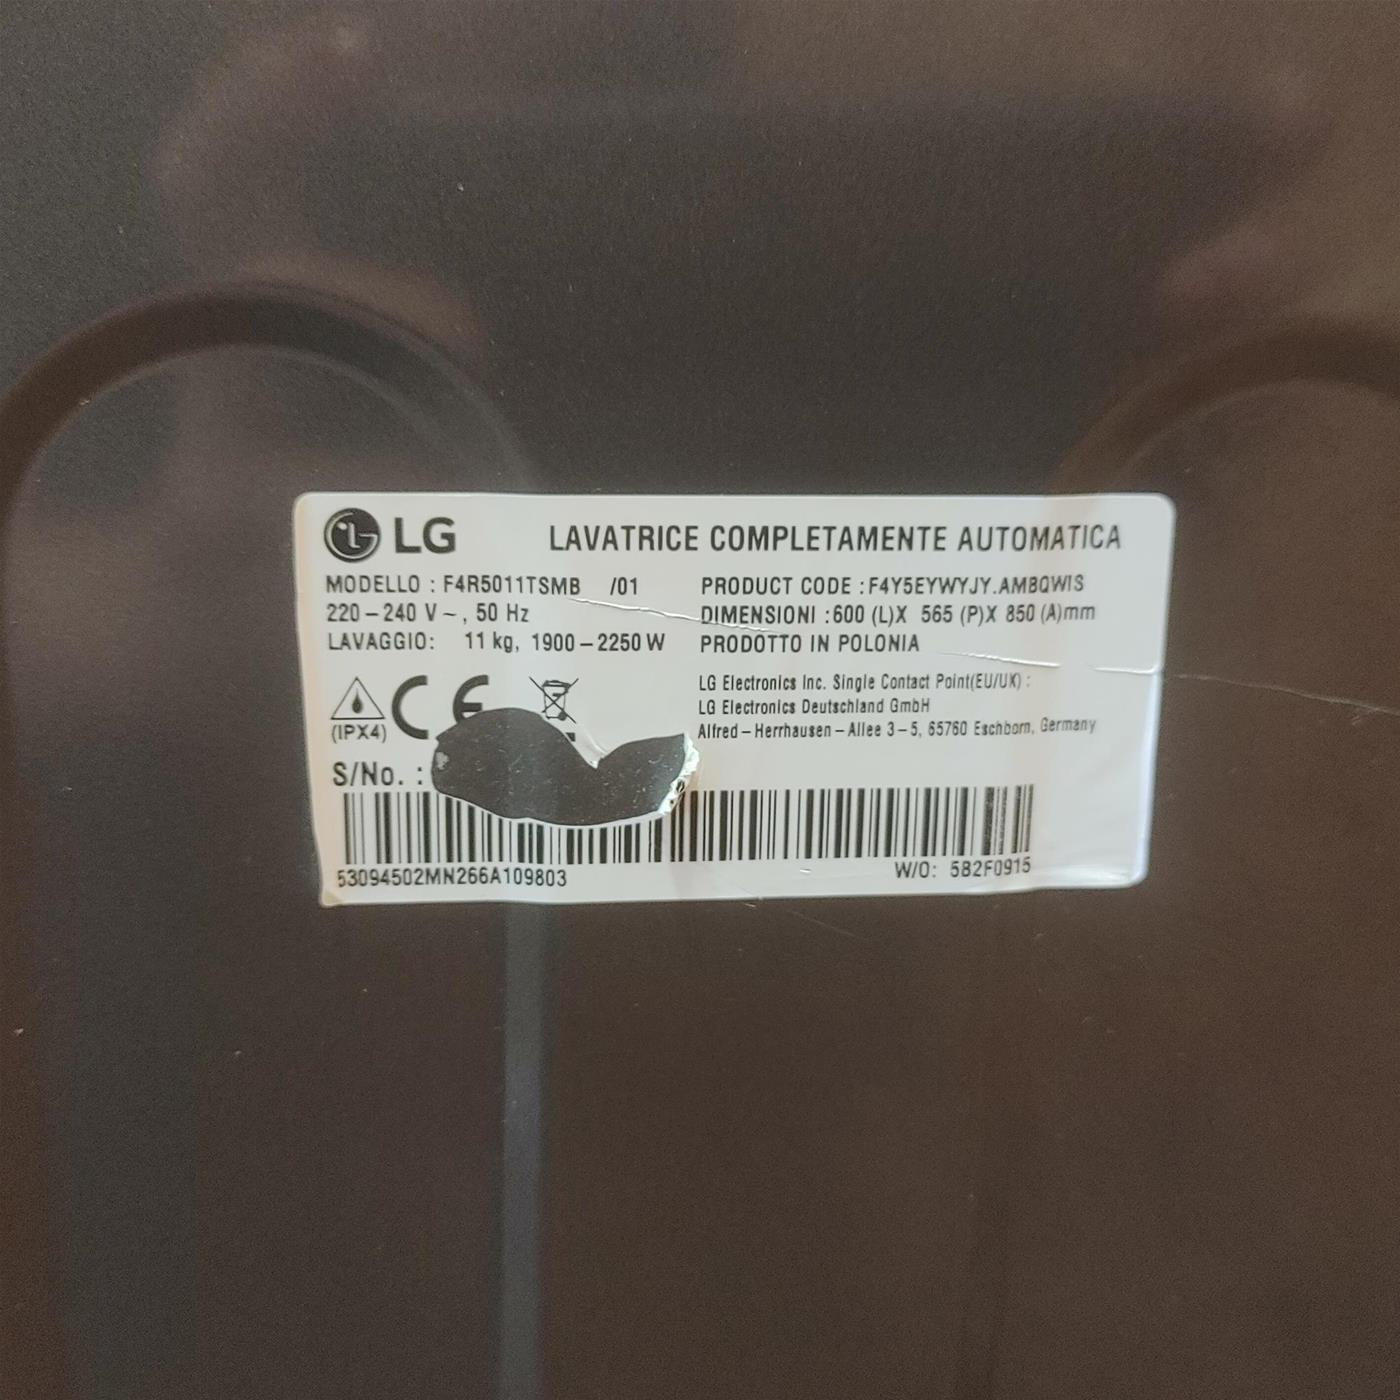 LG LAVATRICE COMPLETAMENTE AUTOMATICA
MODELLO : F4R5011TSMB /01
220-240 V~, 50 Hz
LAVAGGIO: 11 kg, 1900-2250 W
PRODUCT CODE :F4Y5EYWYJY.AMBQWIS
DIMENSIONI :600 (L)X 565 (P)X 850 (A)mm
PRODOTTO IN POLONIA
LG Electronics Inc. Single Contact Point(EU/UK) :
LG Electronics Deutschland GmbH
Alfred-Herrhausen-Allee 3-5, 65760 Eschborn, Germany
CE
(IPX4)
S/No. :
53094502MN266A109803
W/O: 5B2F0915